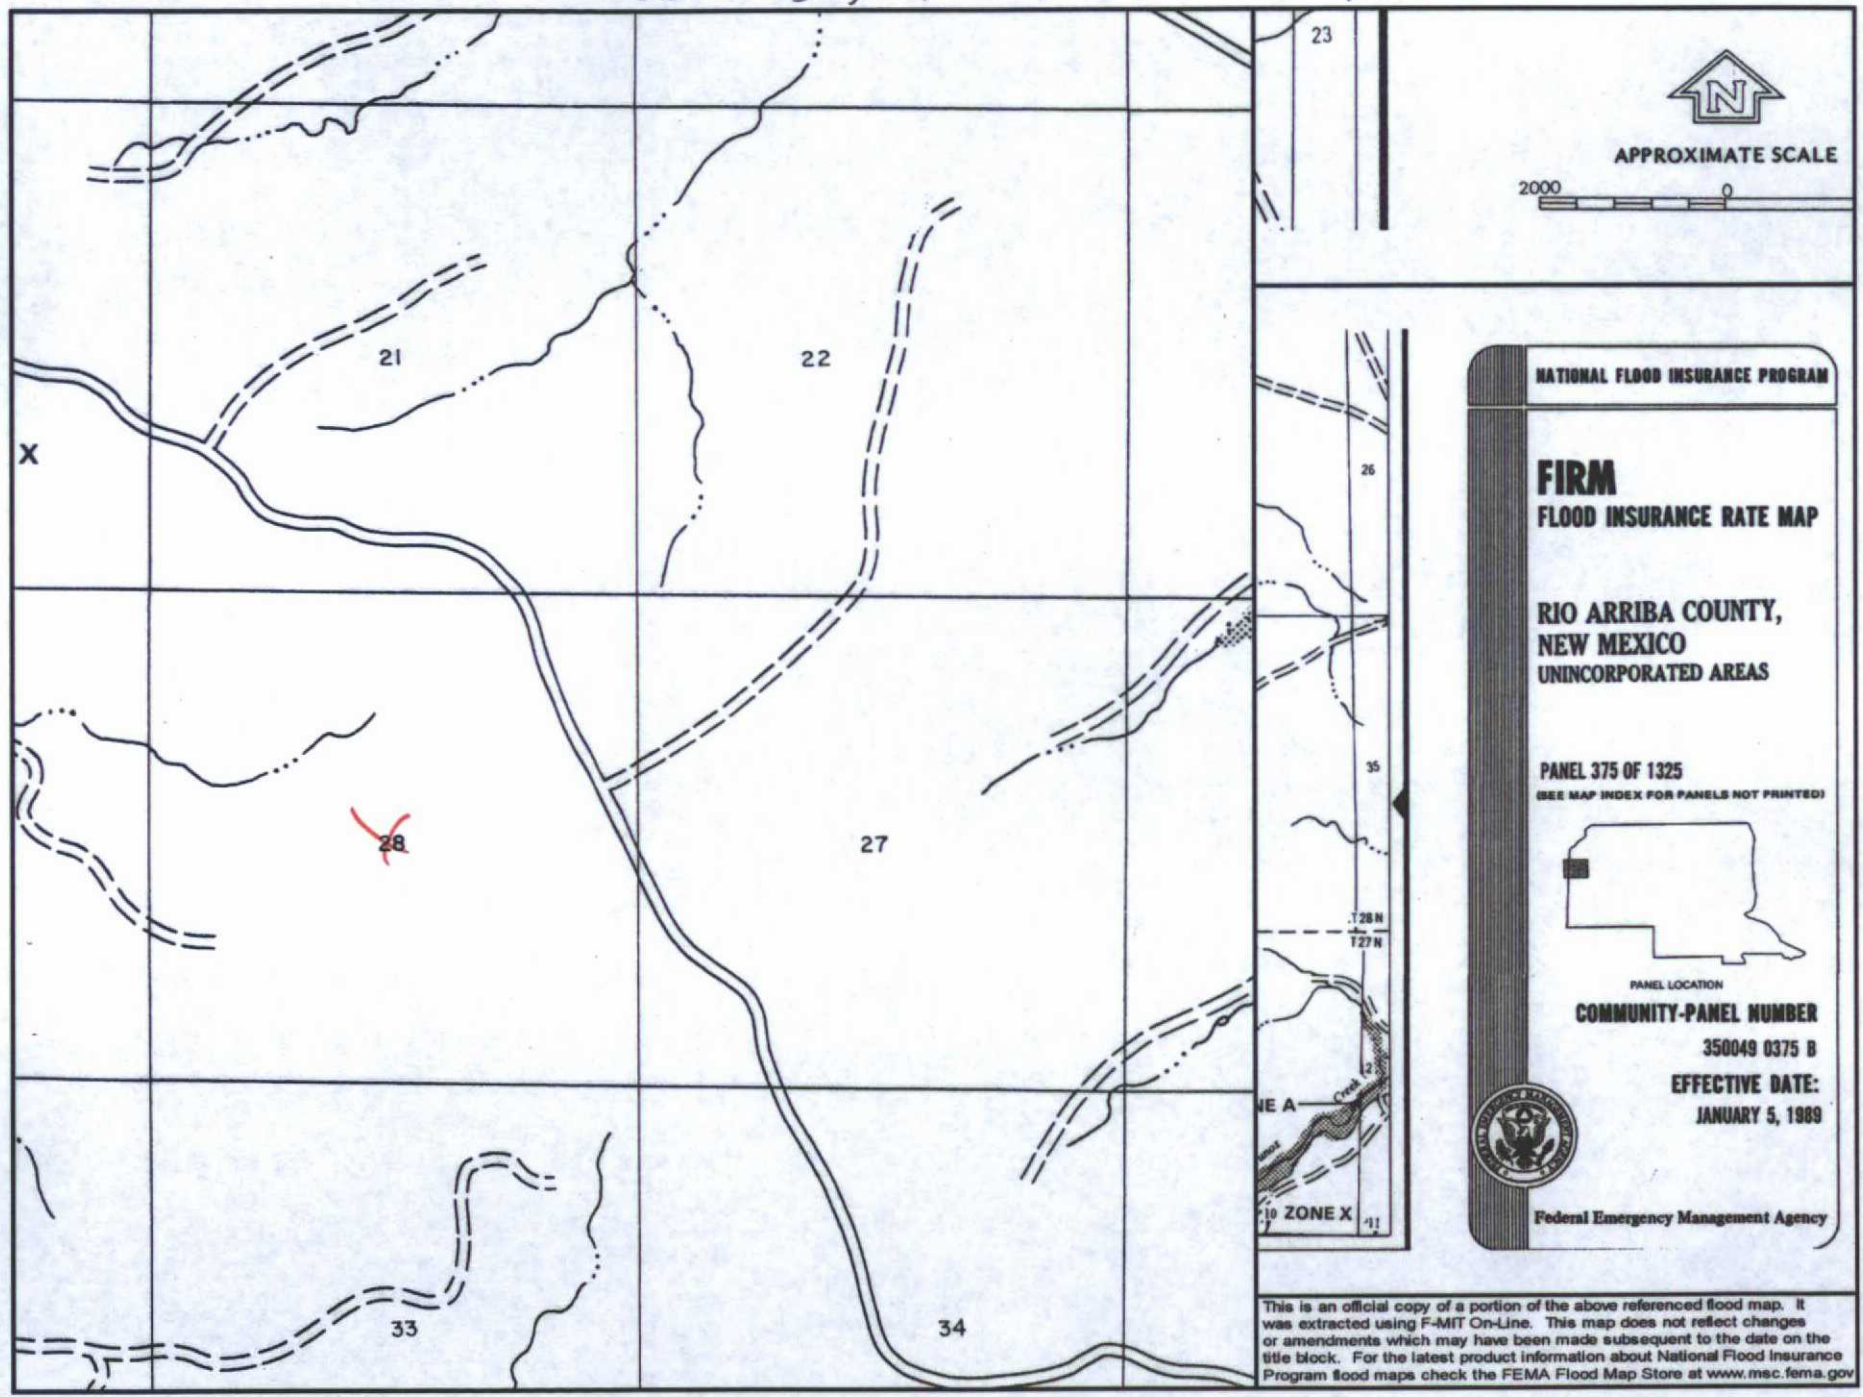 21
22
X
28
27
33
34
23
N
APPROXIMATE SCALE
2000 0
26
35
T28N
T27N
2
Creek
NE A
10 ZONE X 11
NATIONAL FLOOD INSURANCE PROGRAM
FIRM
FLOOD INSURANCE RATE MAP
RIO ARRIBA COUNTY,
NEW MEXICO
UNINCORPORATED AREAS
PANEL 375 OF 1325
(SEE MAP INDEX FOR PANELS NOT PRINTED)
PANEL LOCATION
COMMUNITY-PANEL NUMBER
350049 0375 B
EFFECTIVE DATE:
JANUARY 5, 1989
Federal Emergency Management Agency
This is an official copy of a portion of the above referenced flood map. It
was extracted using F-MIT On-Line. This map does not reflect changes
or amendments which may have been made subsequent to the date on the
title block. For the latest product information about National Flood Insurance
Program flood maps check the FEMA Flood Map Store at www.msc.fema.gov